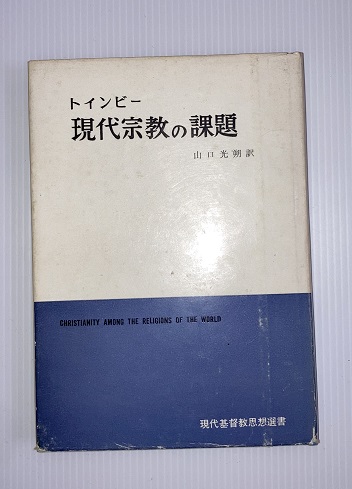 トインビー
現代宗教の課題
山口光朔訳
CHRISTIANITY AMONG THE RELIGIONS OF THE WORLD
現代基督教思想選書